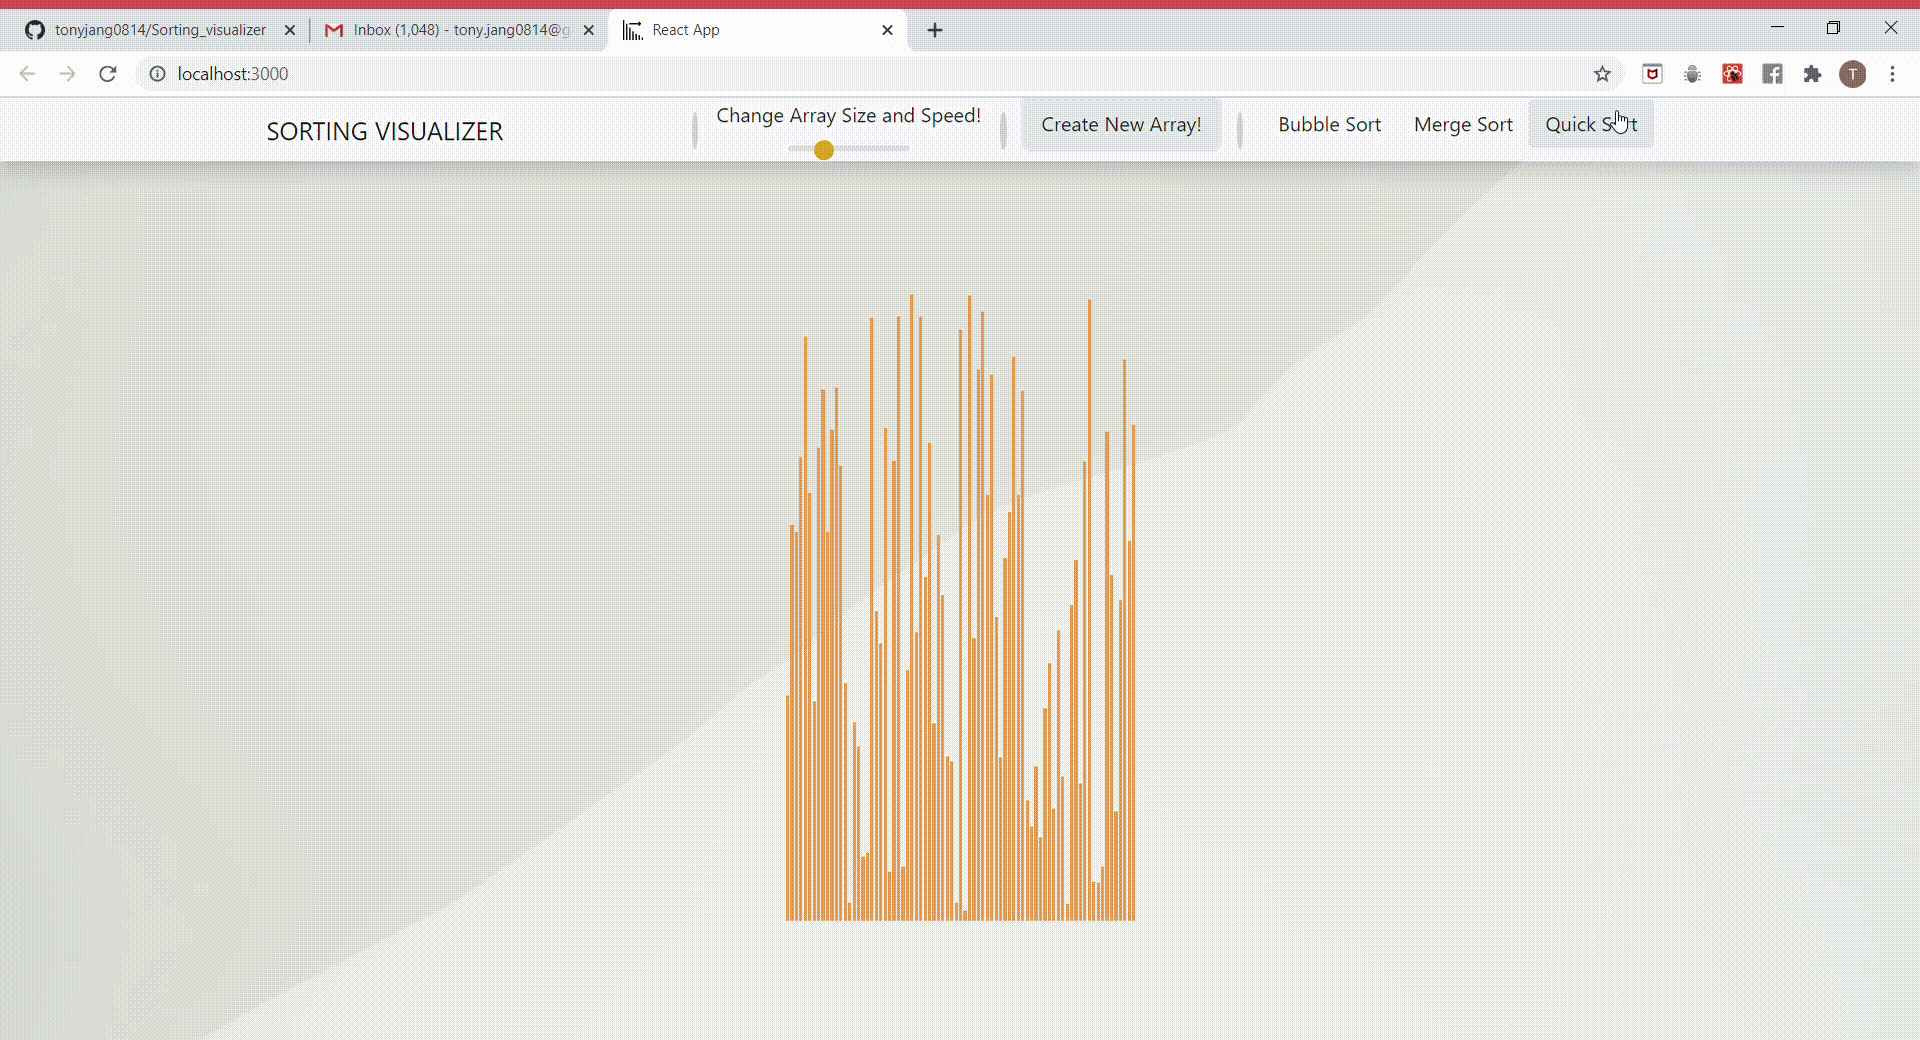 tonyjang0814/Sorting_visualizer
Inbox (1,048) - tony.jang0814@g
React App
localhost:3000
T
SORTING VISUALIZER
Change Array Size and Speed!
Create New Array!
Bubble Sort
Merge Sort
Quick Sort